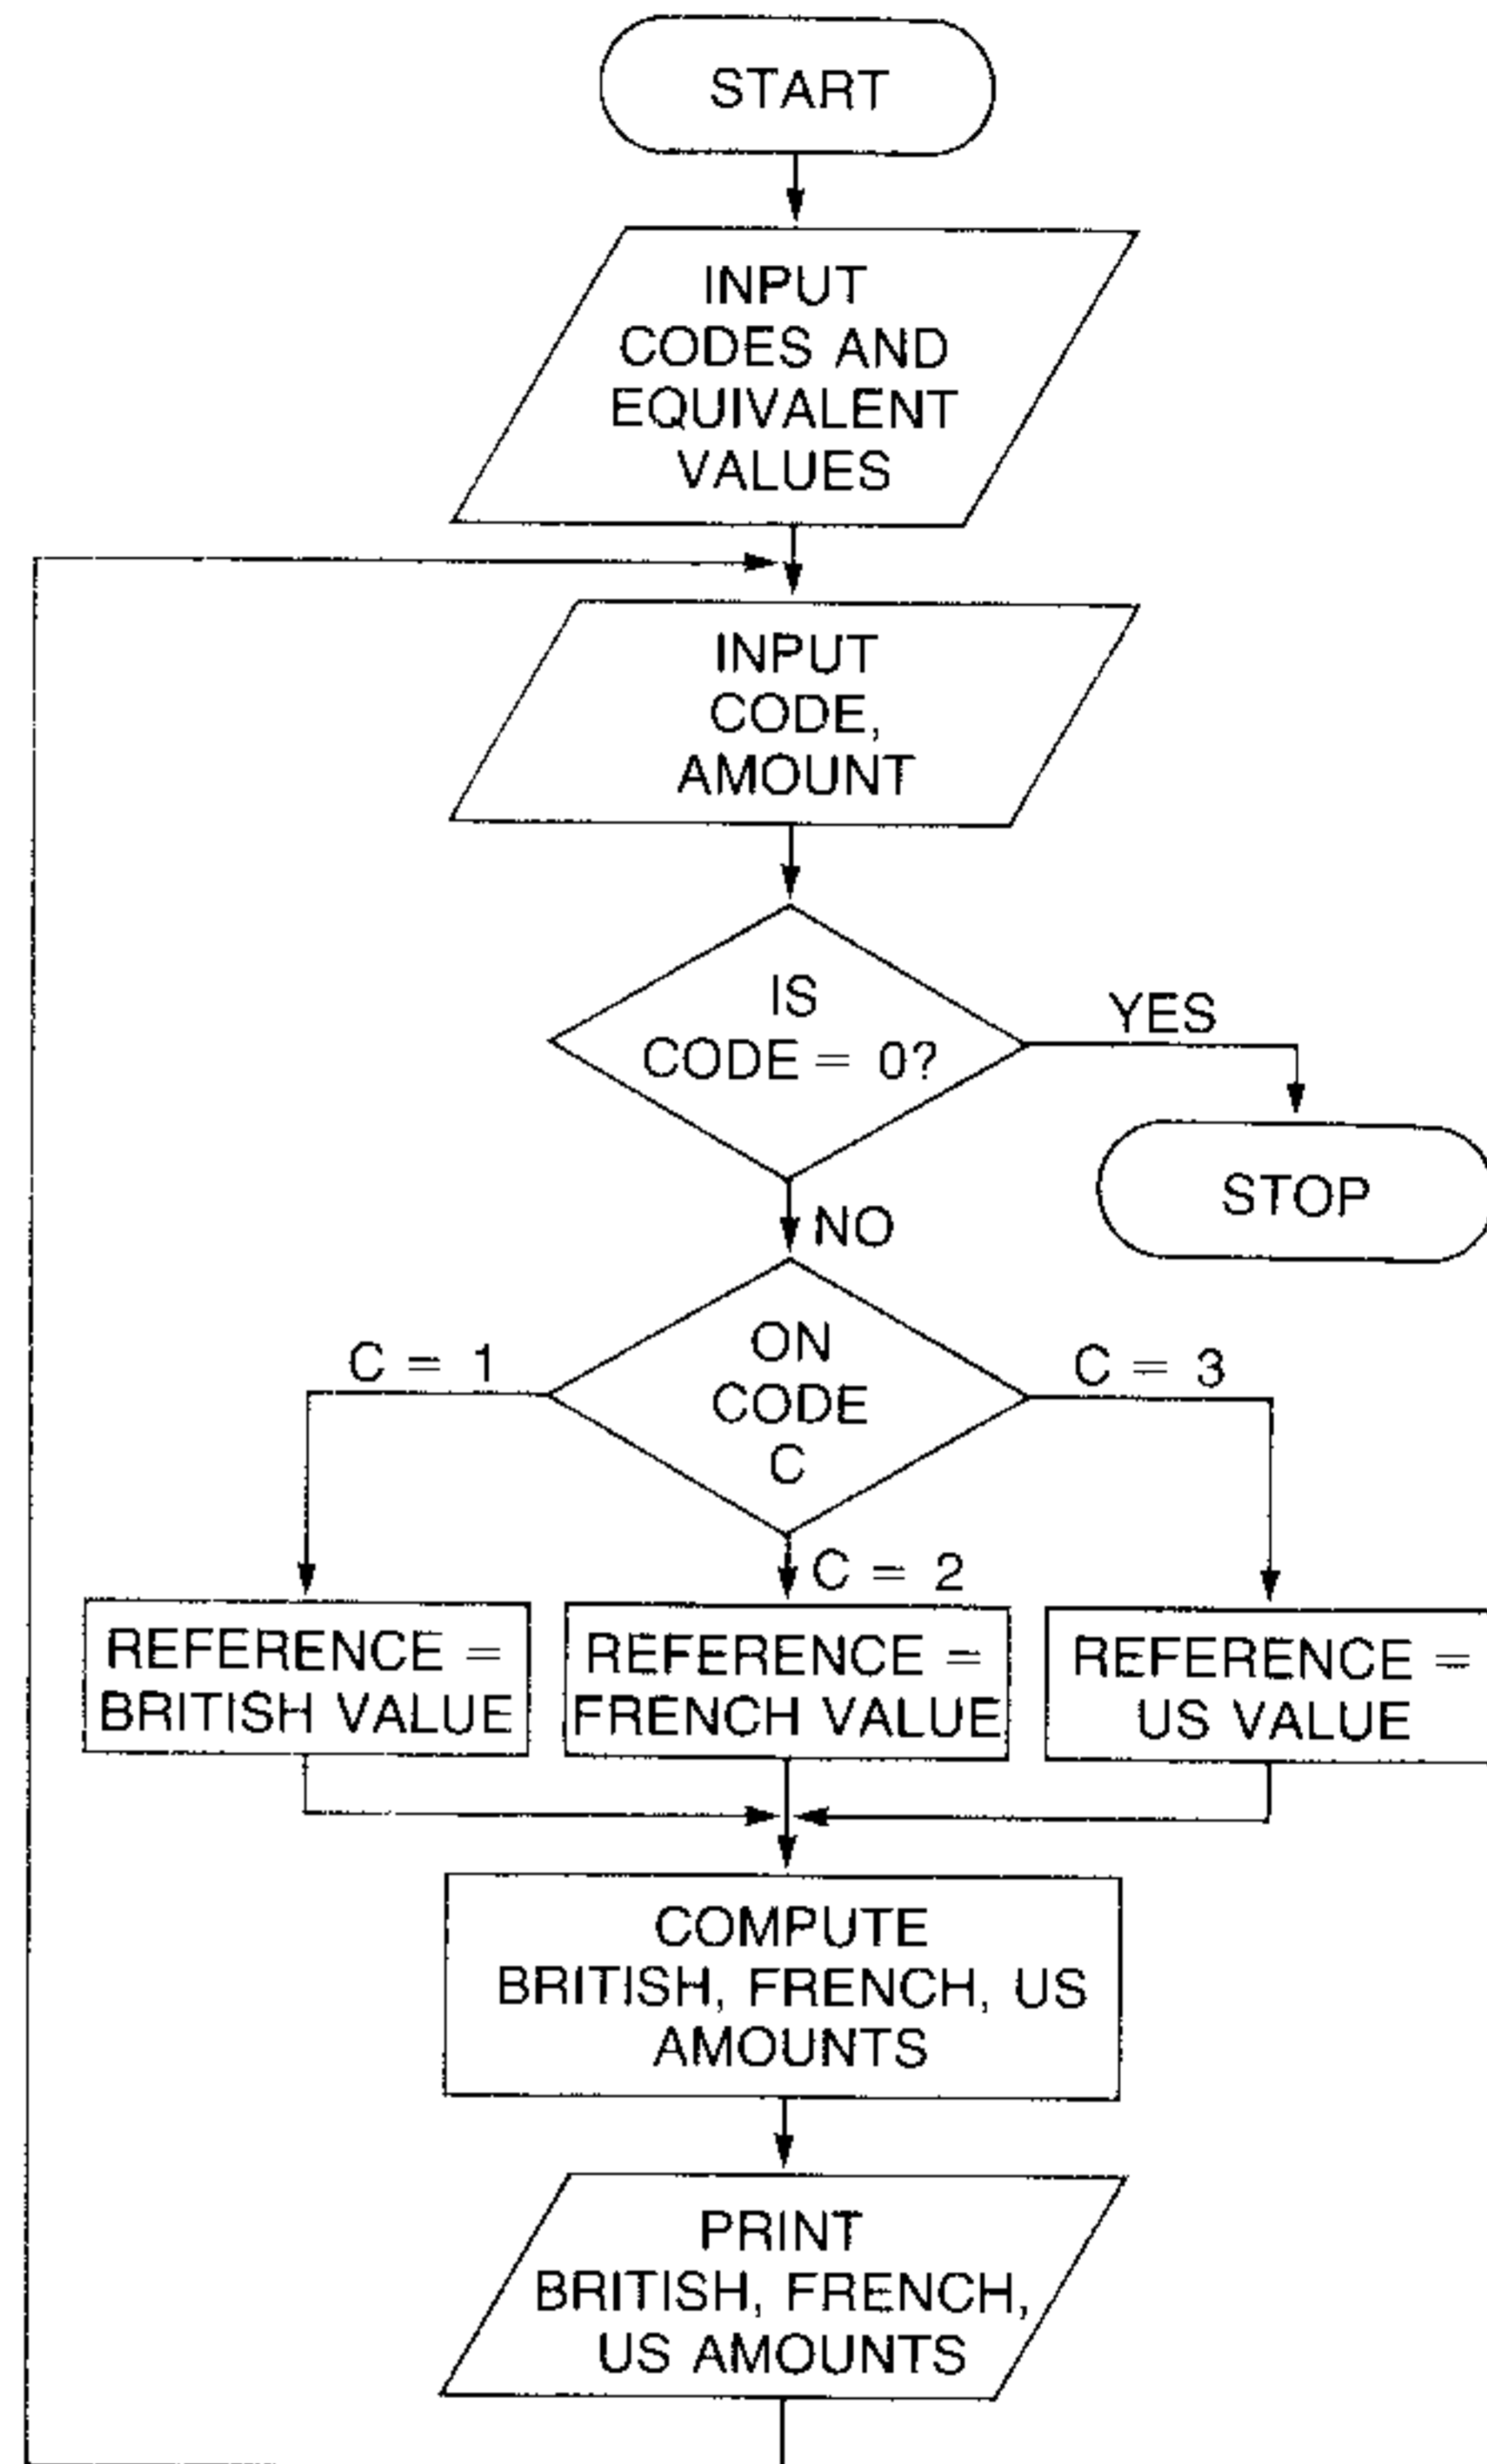 START
INPUT
CODES AND
EQUIVALENT
VALUES
INPUT
CODE,
AMOUNT
IS
CODE = 0?
YES
STOP
NO
ON
CODE
C
C = 1
C = 3
C = 2
REFERENCE =
BRITISH VALUE
REFERENCE =
FRENCH VALUE
REFERENCE =
US VALUE
COMPUTE
BRITISH, FRENCH, US
AMOUNTS
PRINT
BRITISH, FRENCH,
US AMOUNTS